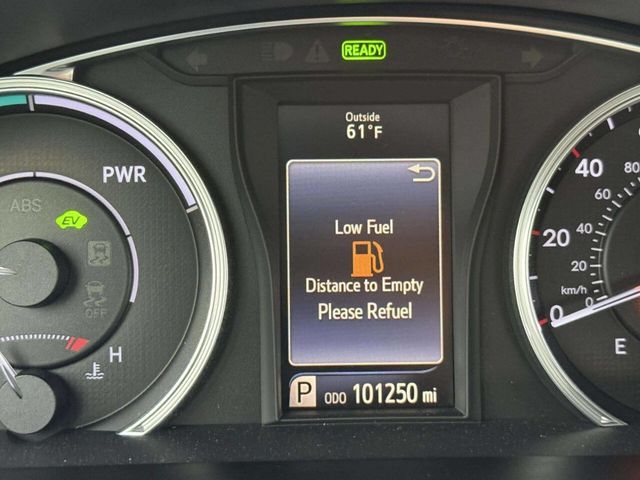 READY
Outside
61°F
PWR
ABS
EV
OFF
H
Low Fuel
Distance to Empty
Please Refuel
P ODO 101250 mi
40
80
60
20
40
20
km/h
0
0
E